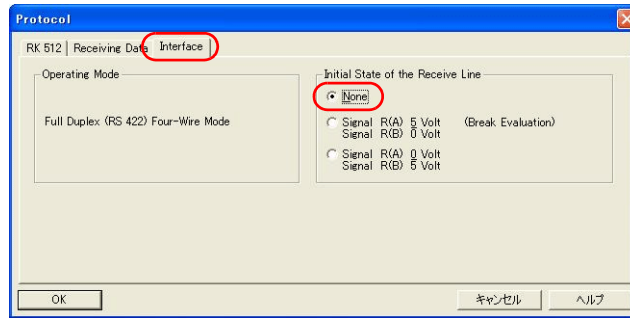 Protocol
RK 512
Receiving Data
Interface
Operating Mode
Full Duplex (RS 422) Four-Wire Mode
Initial State of the Receive Line
None
Signal R(A) 5 Volt (Break Evaluation)
Signal R(B) 0 Volt
Signal R(A) 0 Volt
Signal R(B) 5 Volt
OK
キャンセル
ヘルプ